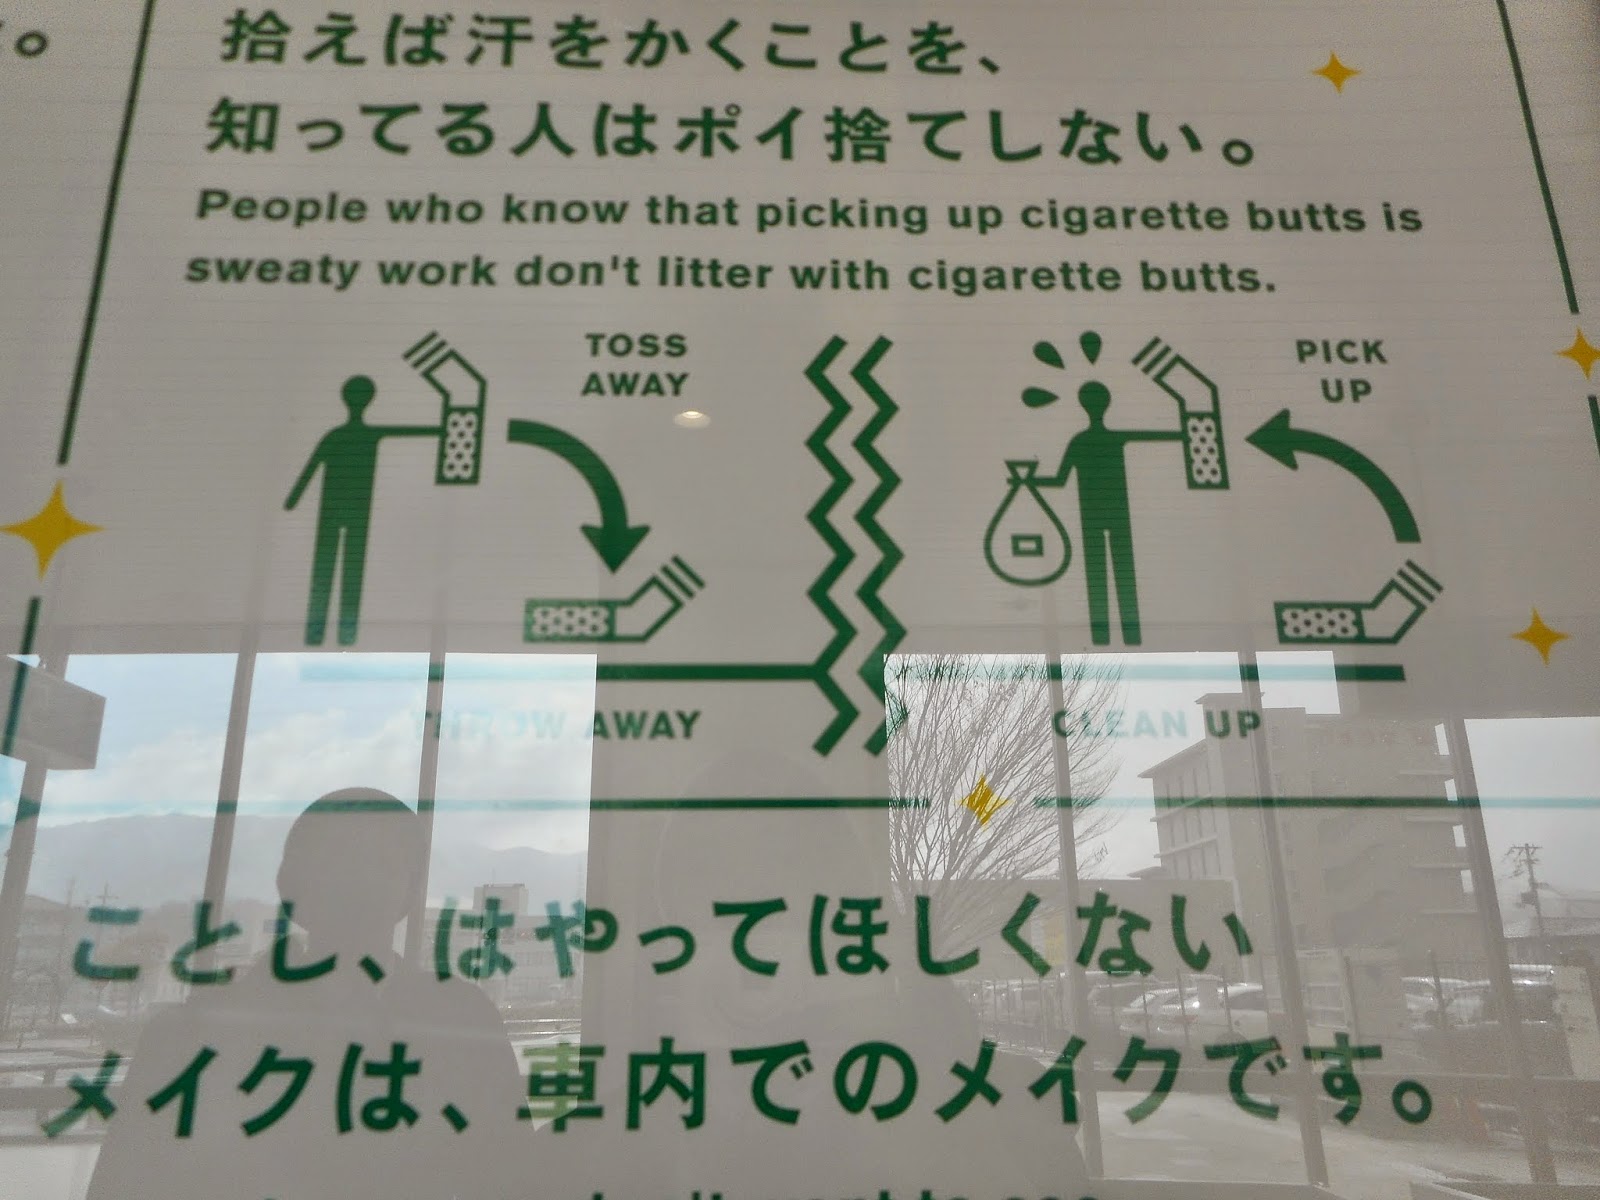 拾えば汗をかくことを、
知ってる人はポイ捨てしない。
People who know that picking up cigarette butts is
sweaty work don't litter with cigarette butts.
TOSS
AWAY
PICK
UP
THROW AWAY
CLEAN UP
ことし、はやってほしくない
メイクは、車内でのメイクです。